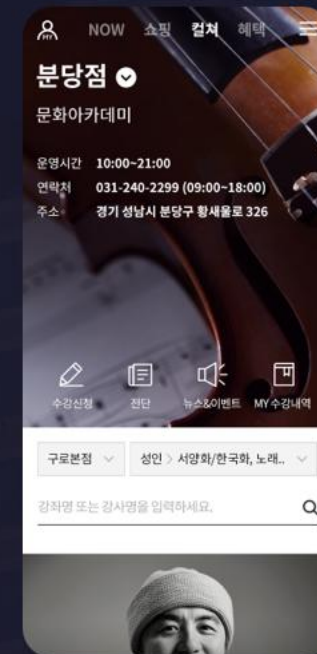 MY NOW 쇼핑 컬쳐 혜택
분당점
문화아카데미
운영시간 10:00~21:00
연락처 031-240-2299 (09:00~18:00)
주소 경기 성남시 분당구 황새울로 326
수강신청 전단 뉴스&이벤트 MY 수강내역
구로본점 성인 > 서양화/한국화, 노래..
강좌명 또는 강사명을 입력하세요.